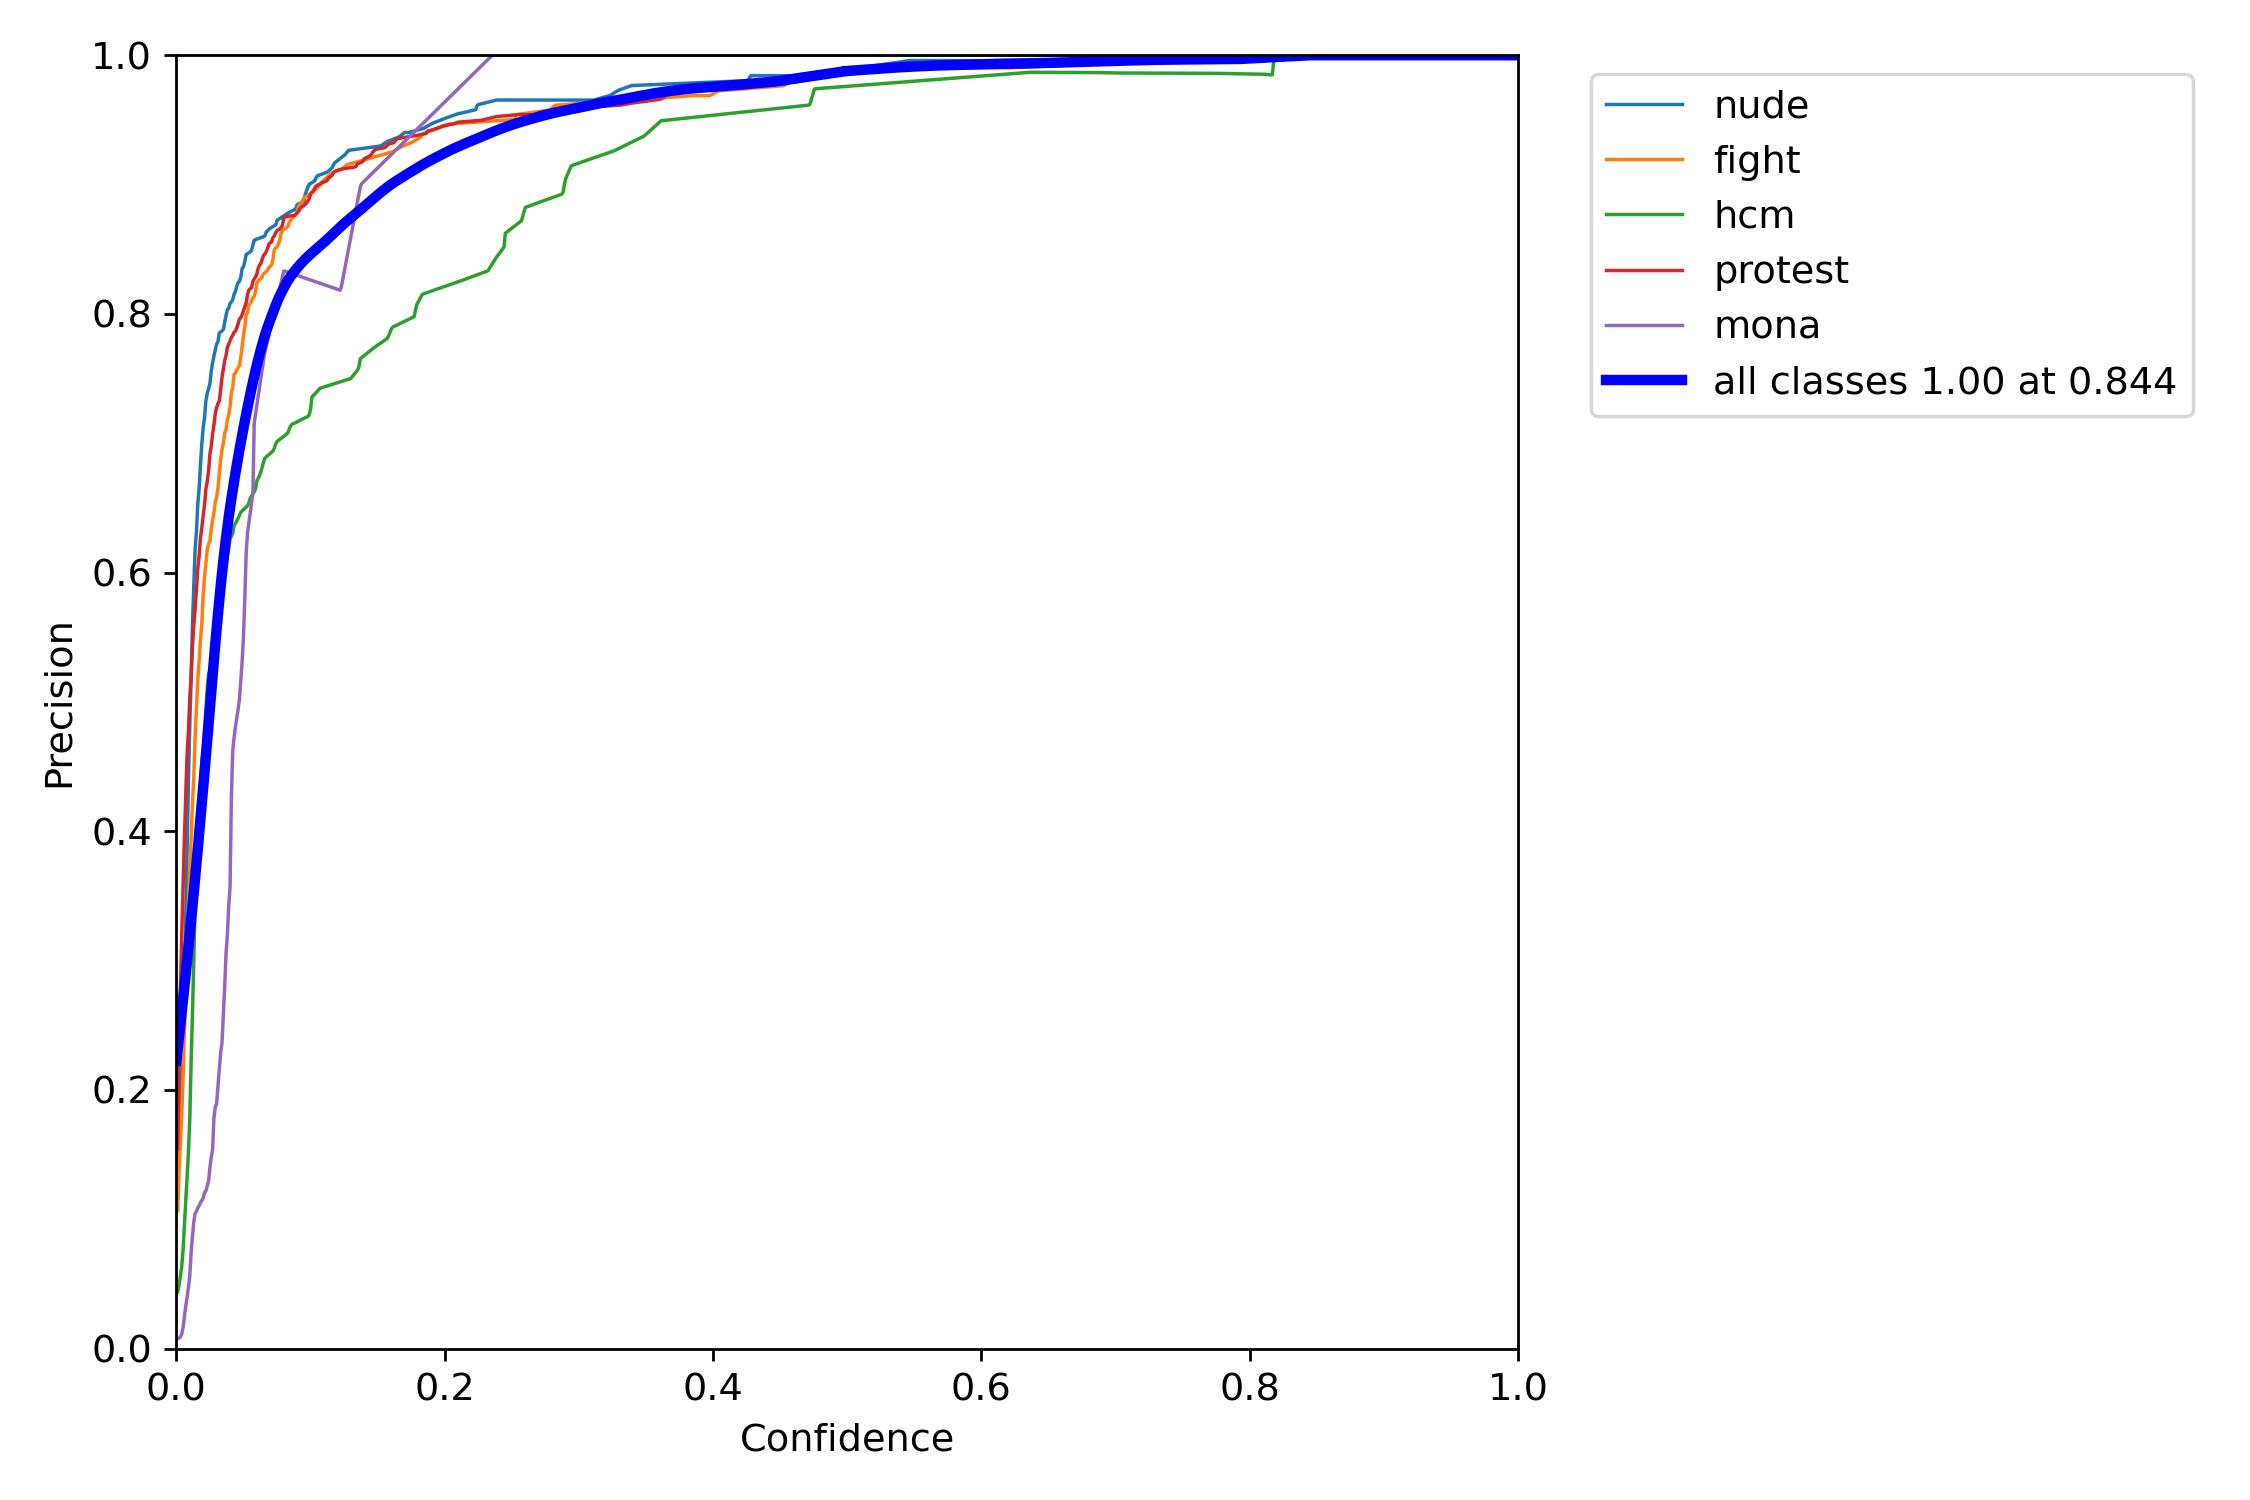 1.0
0.8
0.6
0.4
0.2
0.0
Precision
0.0 0.2 0.4 0.6 0.8 1.0
Confidence
nude
fight
hcm
protest
mona
all classes 1.00 at 0.844